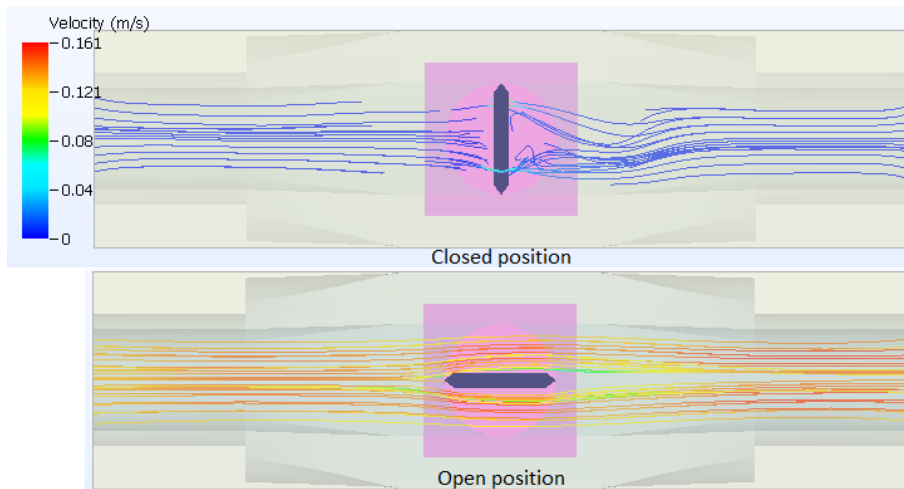 Velocity (m/s)
0.161
0.121
0.08
0.04
0
Closed position
Open position